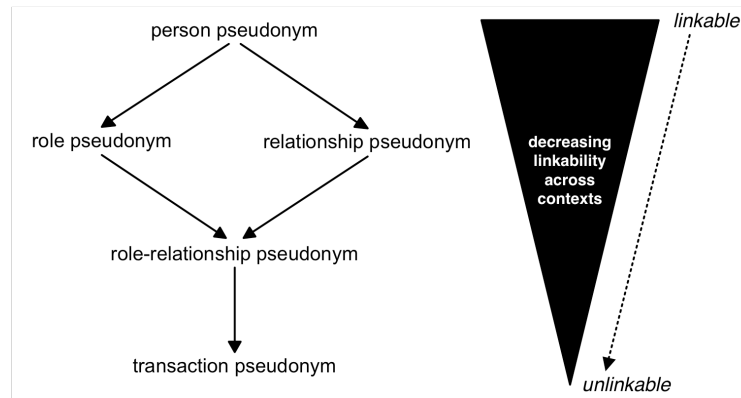 person pseudonym
linkable
role pseudonym
relationship pseudonym
decreasing
linkability
across
contexts
role-relationship pseudonym
transaction pseudonym
unlinkable